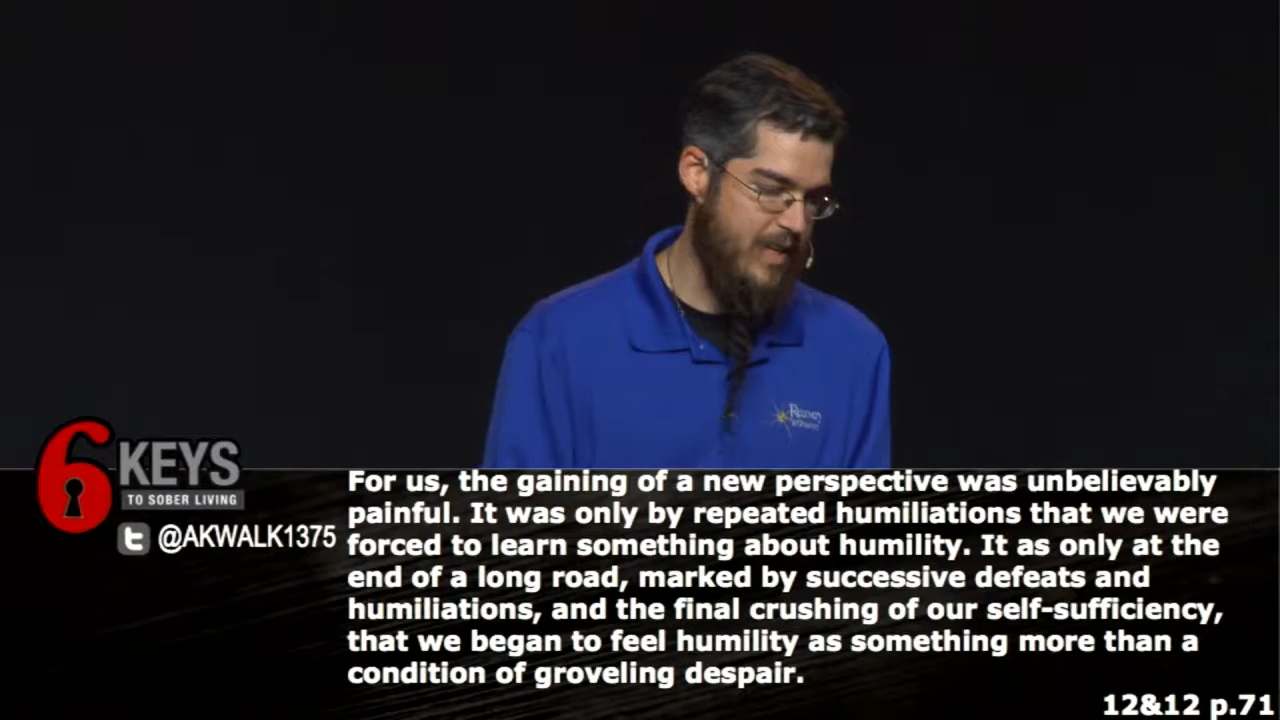 6 KEYS
TO SOBER LIVING
@AKWALK1375
For us, the gaining of a new perspective was unbelievably
painful. It was only by repeated humiliations that we were
forced to learn something about humility. It as only at the
end of a long road, marked by successive defeats and
humiliations, and the final crushing of our self-sufficiency,
that we began to feel humility as something more than a
condition of groveling despair.
12&12 p.71